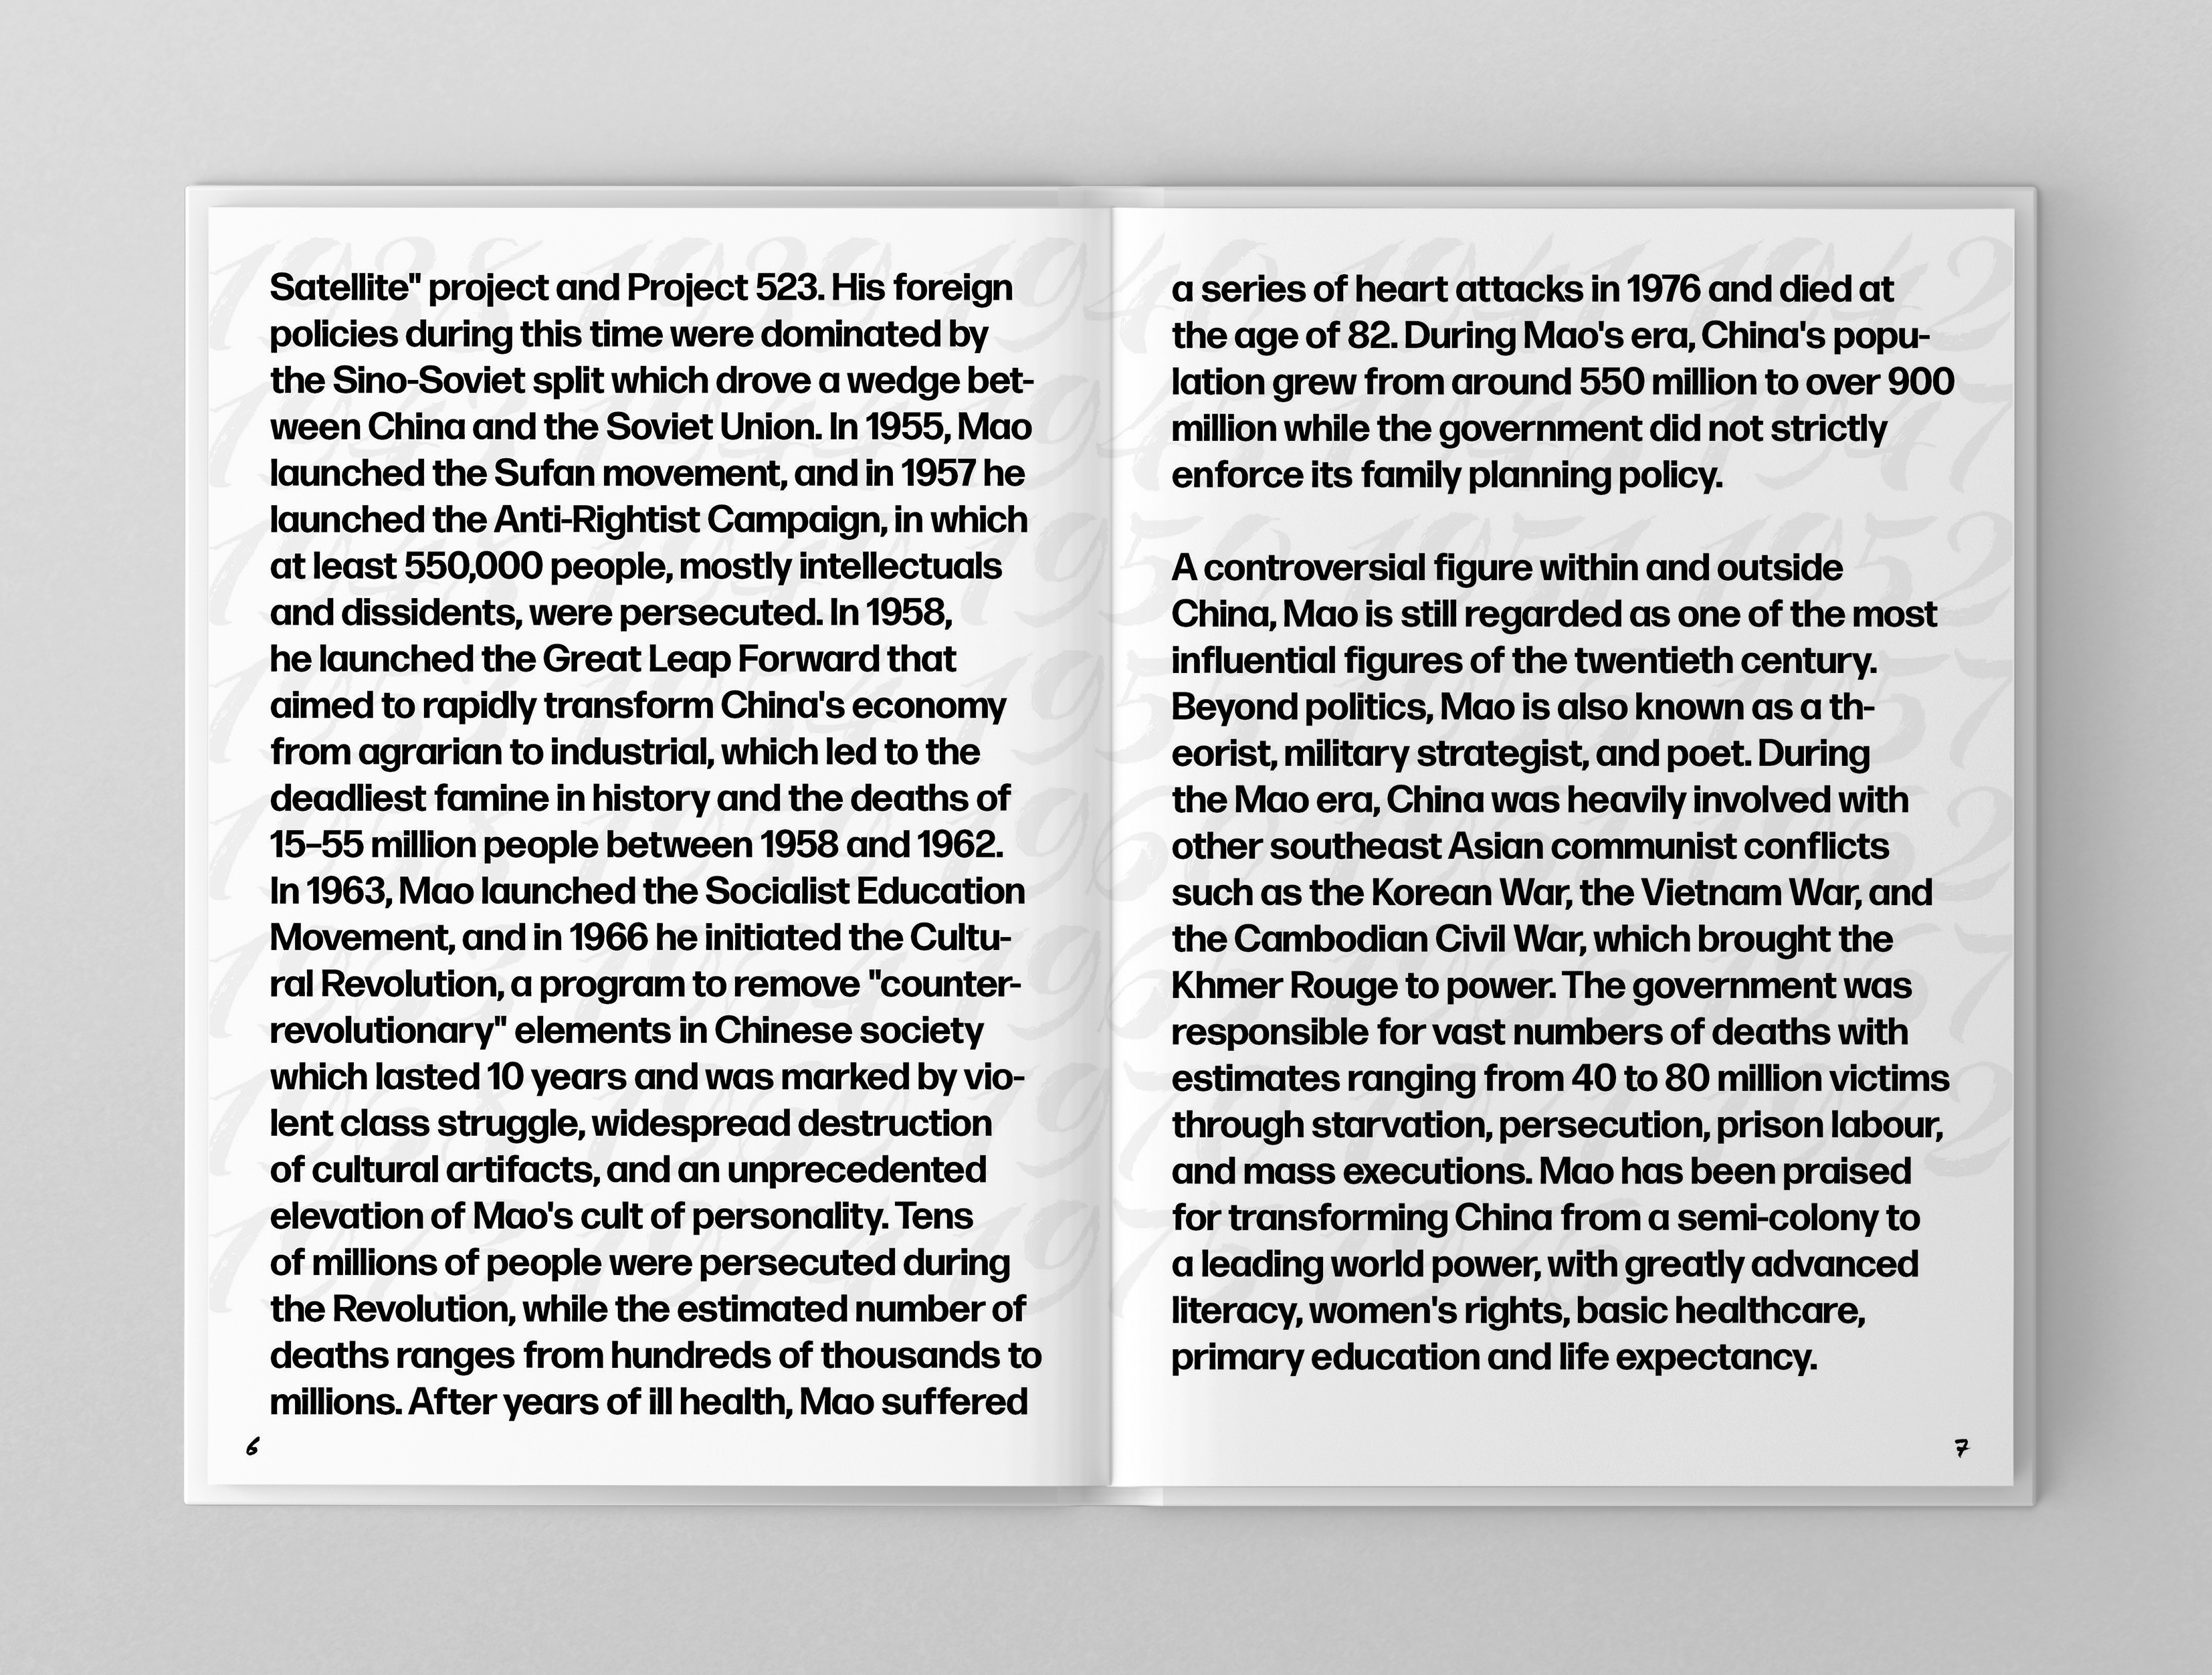 Satellite" project and Project 523. His foreign
policies during this time were dominated by
the Sino-Soviet split which drove a wedge bet-
ween China and the Soviet Union. In 1955, Mao
launched the Sufan movement, and in 1957 he
launched the Anti-Rightist Campaign, in which
at least 550,000 people, mostly intellectuals
and dissidents, were persecuted. In 1958,
he launched the Great Leap Forward that
aimed to rapidly transform China's economy
from agrarian to industrial, which led to the
deadliest famine in history and the deaths of
15–55 million people between 1958 and 1962.
In 1963, Mao launched the Socialist Education
Movement, and in 1966 he initiated the Cultu-
ral Revolution, a program to remove "counter-
revolutionary" elements in Chinese society
which lasted 10 years and was marked by vio-
lent class struggle, widespread destruction
of cultural artifacts, and an unprecedented
elevation of Mao's cult of personality. Tens
of millions of people were persecuted during
the Revolution, while the estimated number of
deaths ranges from hundreds of thousands to
millions. After years of ill health, Mao suffered
6
a series of heart attacks in 1976 and died at
the age of 82. During Mao's era, China's popu-
lation grew from around 550 million to over 900
million while the government did not strictly
enforce its family planning policy.
A controversial figure within and outside
China, Mao is still regarded as one of the most
influential figures of the twentieth century.
Beyond politics, Mao is also known as a th-
eorist, military strategist, and poet. During
the Mao era, China was heavily involved with
other southeast Asian communist conflicts
such as the Korean War, the Vietnam War, and
the Cambodian Civil War, which brought the
Khmer Rouge to power. The government was
responsible for vast numbers of deaths with
estimates ranging from 40 to 80 million victims
through starvation, persecution, prison labour,
and mass executions. Mao has been praised
for transforming China from a semi-colony to
a leading world power, with greatly advanced
literacy, women's rights, basic healthcare,
primary education and life expectancy.
7